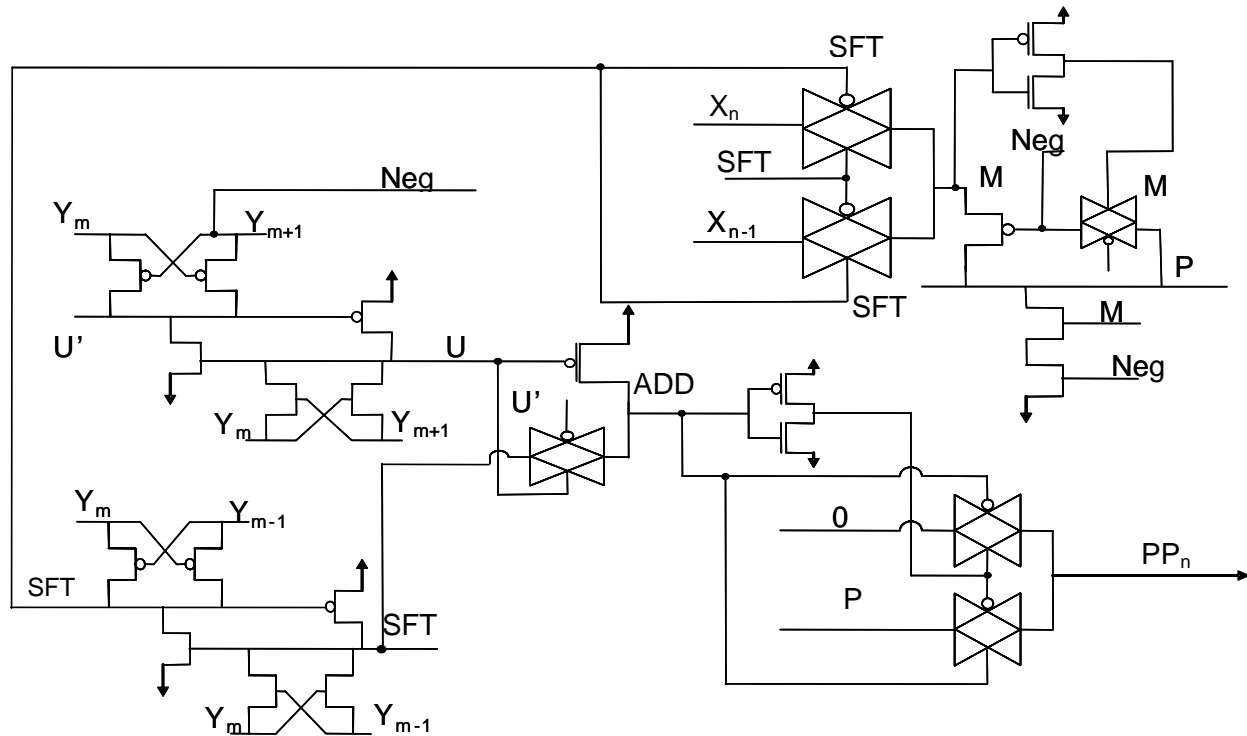 SFT
Xn
Neg
SFT
M
M
Neg
Ym
Ym+1
Xn-1
P
SFT
M
U'
U
Neg
ADD
U'
Ym
Ym+1
Ym
Ym-1
0
PPn
SFT
P
SFT
Ym
Ym-1